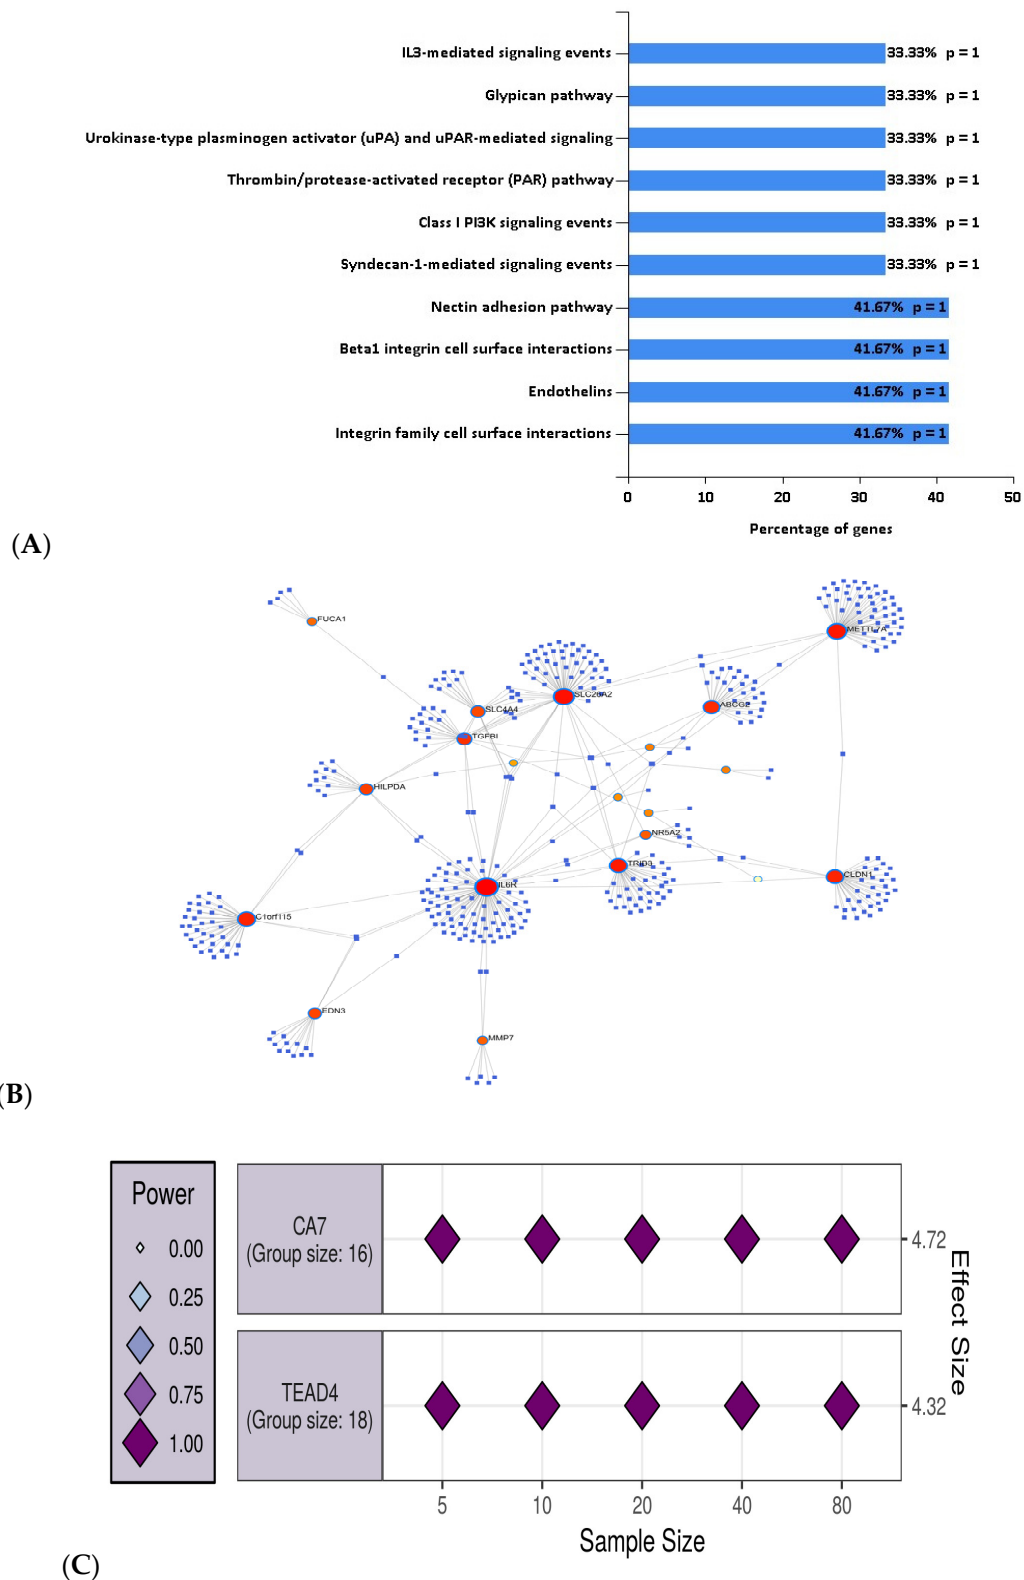 IL3-mediated signaling events 33.33% p = 1
Glypican pathway 33.33% p = 1
Urokinase-type plasminogen activator (uPA) and uPAR-mediated signaling 33.33% p = 1
Thrombin/protease-activated receptor (PAR) pathway 33.33% p = 1
Class I PI3K signaling events 33.33% p = 1
Syndecan-1-mediated signaling events 33.33% p = 1
Nectin adhesion pathway 41.67% p = 1
Beta1 integrin cell surface interactions 41.67% p = 1
Endothelins 41.67% p = 1
Integrin family cell surface interactions 41.67% p = 1
0 10 20 30 40 50
Percentage of genes
(A)
FUCA1
METTL7A
SLC26A2
ABCG2
SLC4A4
TGFBI
HILPDA
NR5A2
TRIB3
CLDN1
IL6R
C1orf115
EDN3
MMP7
(B)
Power
0.00
0.25
0.50
0.75
1.00
CA7
(Group size: 16)
4.72
TEAD4
(Group size: 18)
4.32
Effect Size
5 10 20 40 80
Sample Size
(C)